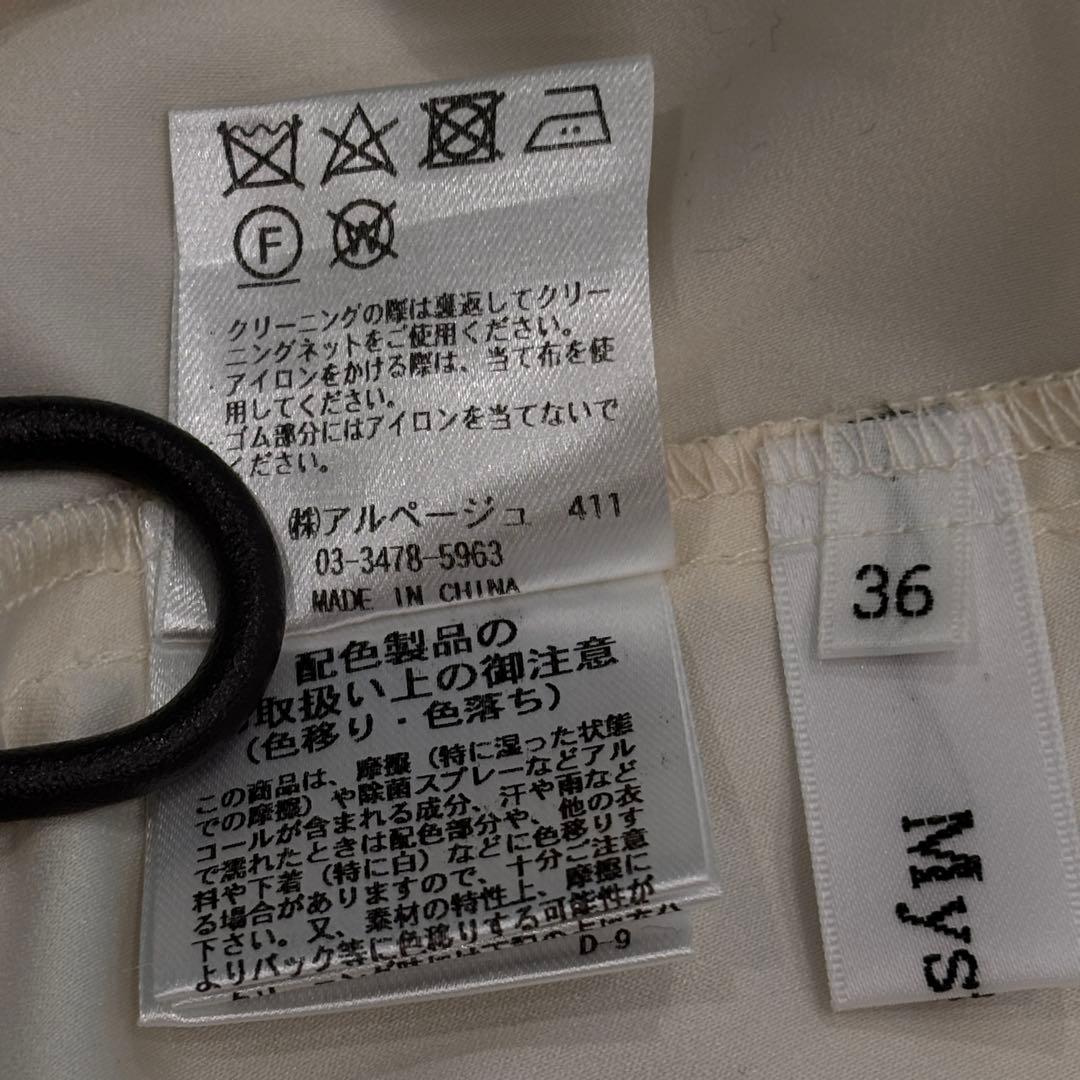 F
W
クリーニングの際は裏返してクリー
ニングネットをご使用ください。
アイロンをかける際は、当て布を使
用してください。
ゴム部分にはアイロンを当てないで
ください。
㈱アルページュ 411
03-3478-5963
MADE IN CHINA
配色製品の
取扱い上の御注意
(色移り・色落ち)
この商品は、摩擦(特に湿った状態
での摩擦)や除菌スプレーなどアル
コールが含まれる成分、汗や雨など
で濡れたときは配色部分や、他の衣
料や下着(特に白)などに色移りす
る場合がありますので、十分ご注意
下さい。又、素材の特性上、摩擦に
よりバック等に色移りする可能性が
D-9
36
Mys